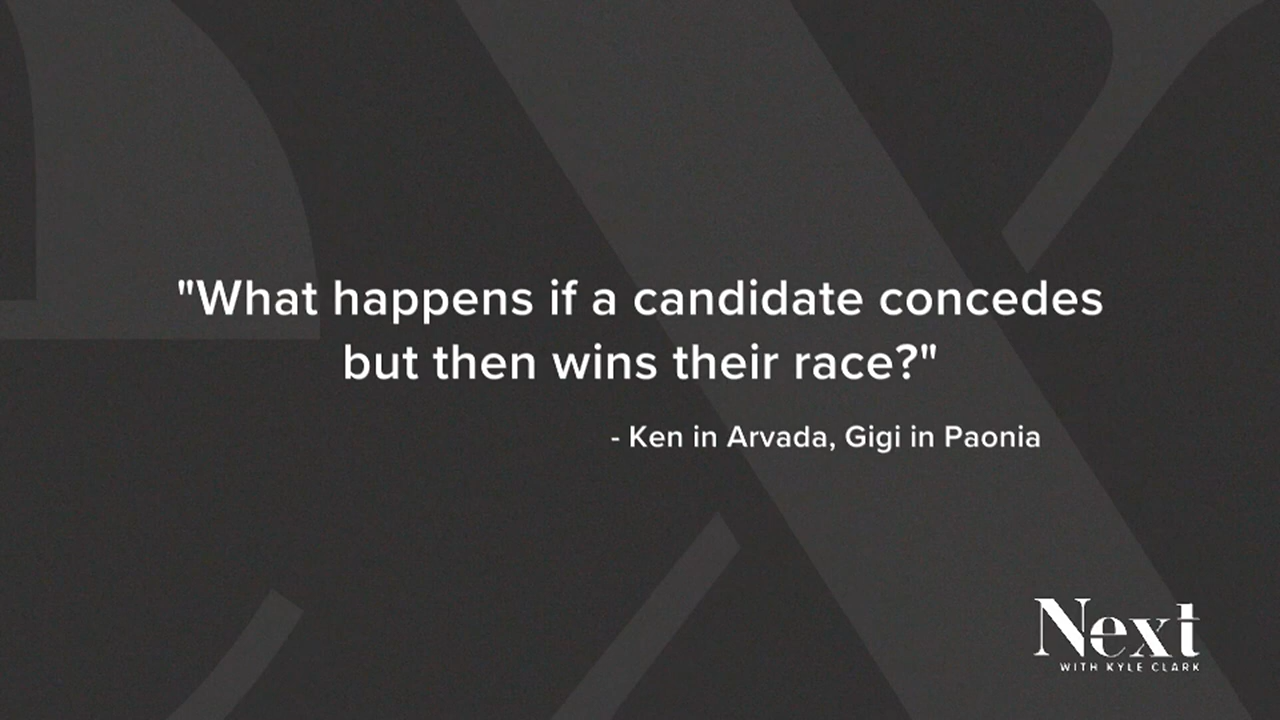 "What happens if a candidate concedes
but then wins their race?"
- Ken in Arvada, Gigi in Paonia
Next
WITH KYLE CLARK